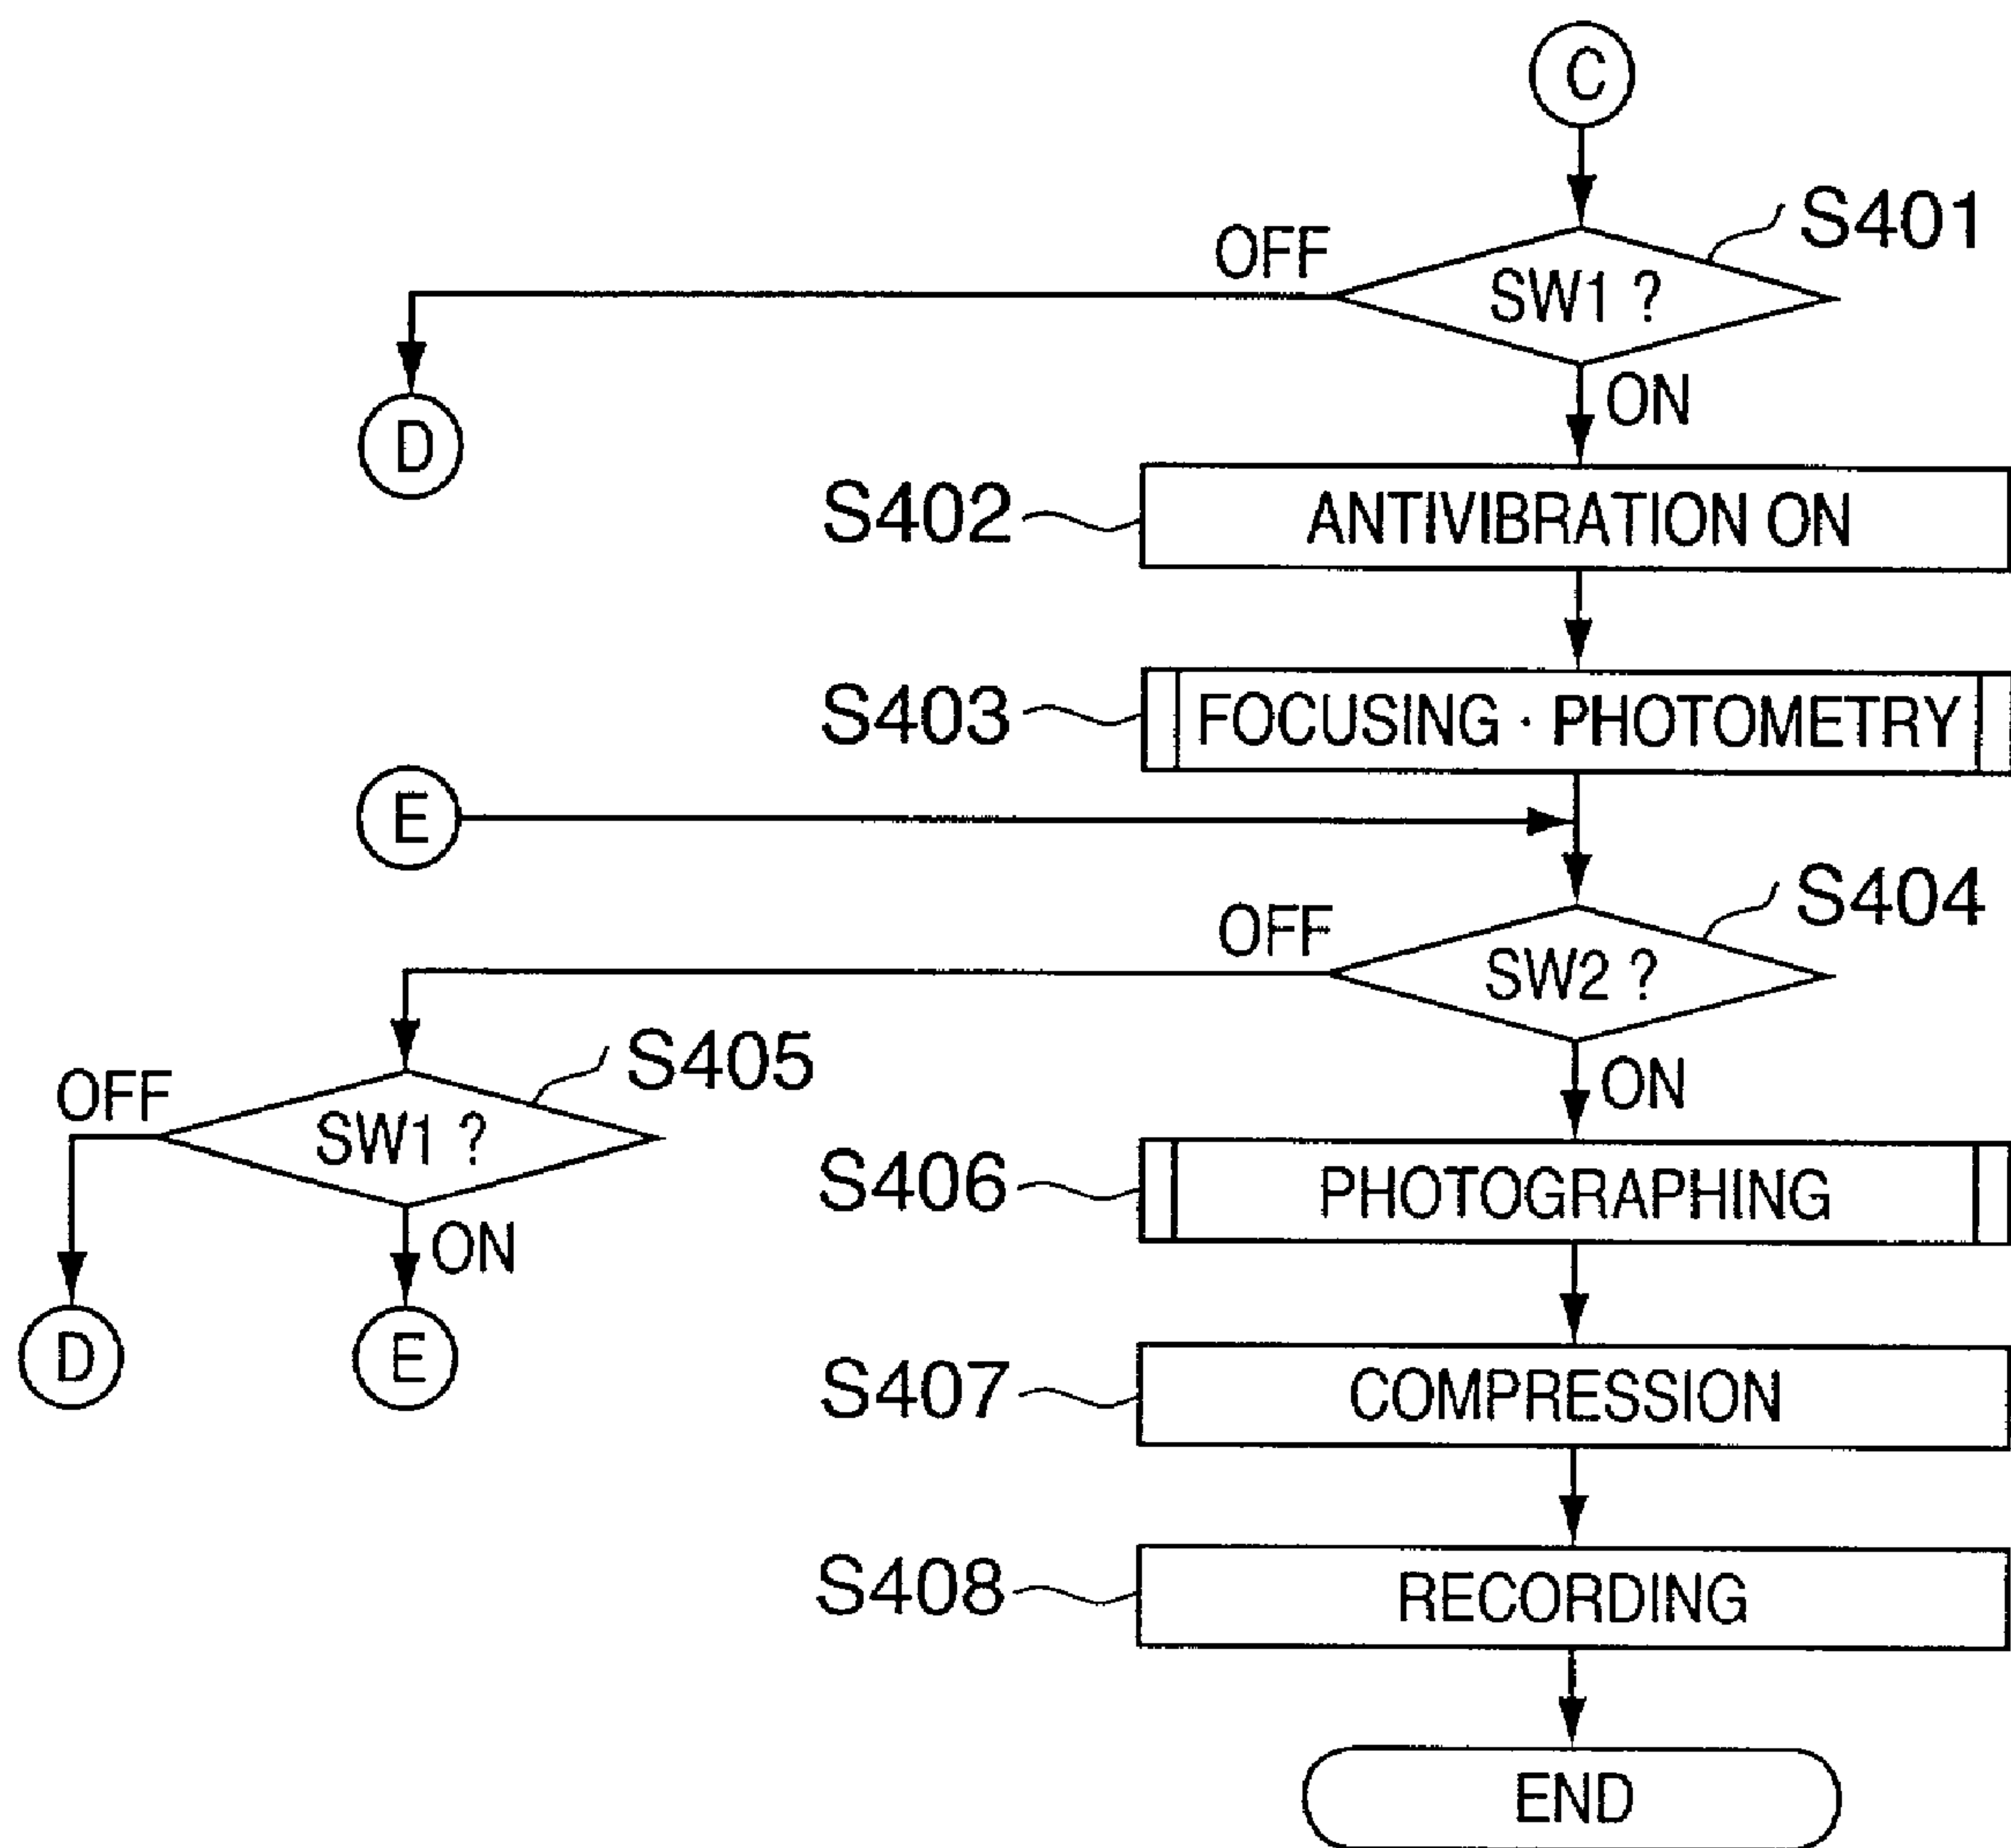 C
S401
OFF
SW1 ?
ON
D
S402
ANTIVIBRATION ON
S403
FOCUSING · PHOTOMETRY
E
S404
OFF
SW2 ?
ON
S405
OFF
SW1 ?
ON
D
E
S406
PHOTOGRAPHING
S407
COMPRESSION
S408
RECORDING
END